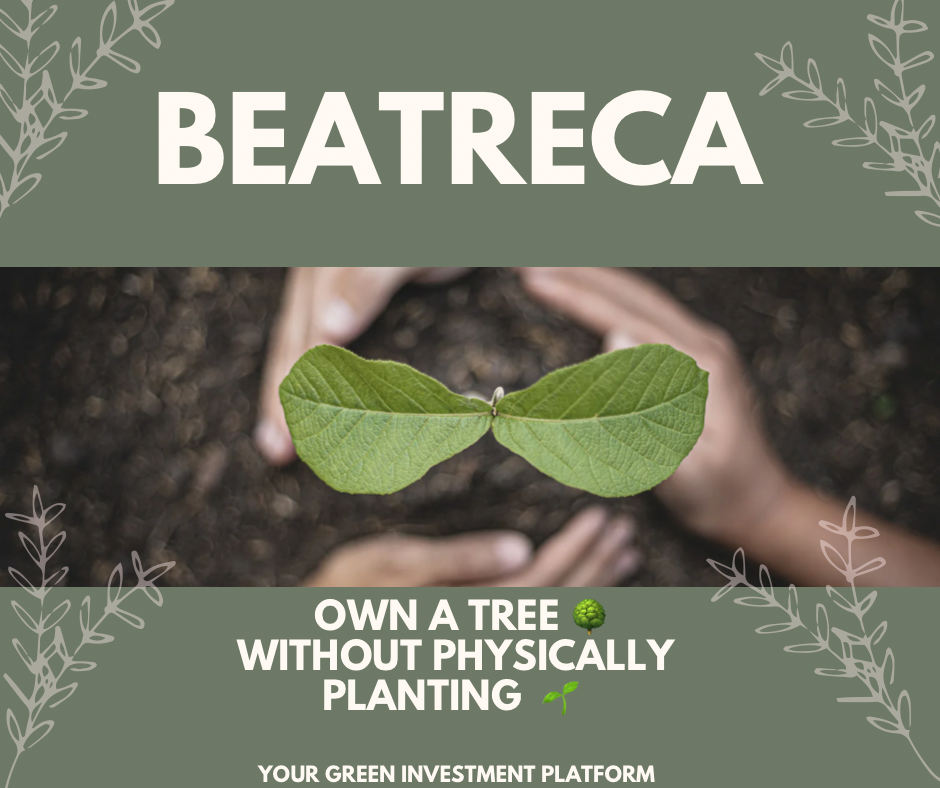 BEATRECA
OWN A TREE 🌳
WITHOUT PHYSICALLY
PLANTING 🌱
YOUR GREEN INVESTMENT PLATFORM